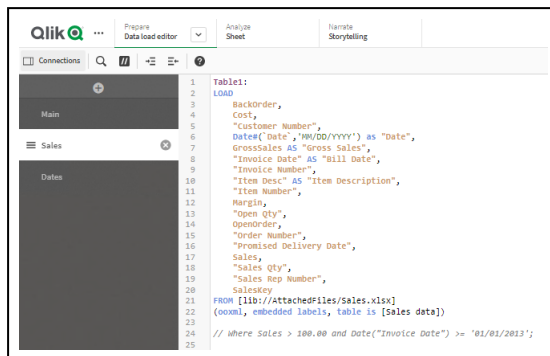 Qlik
Prepare
Data load editor
Analyze
Sheet
Narrate
Storytelling
Connections
Main
Sales
Dates
1 Table1:
2 LOAD
3 BackOrder,
4 Cost,
5 "Customer Number",
6 Date#(`Date`,'MM/DD/YYYY') as "Date",
7 GrossSales AS "Gross Sales",
8 "Invoice Date" AS "Bill Date",
9 "Invoice Number",
10 "Item Desc" AS "Item Description",
11 "Item Number",
12 Margin,
13 "Open Qty",
14 OpenOrder,
15 "Order Number",
16 "Promised Delivery Date",
17 Sales,
18 "Sales Qty",
19 "Sales Rep Number",
20 SalesKey
21 FROM [lib://AttachedFiles/Sales.xlsx]
22 (ooxml, embedded labels, table is [Sales data])
23
24 // Where Sales > 100.00 and Date("Invoice Date") >= '01/01/2013';
25